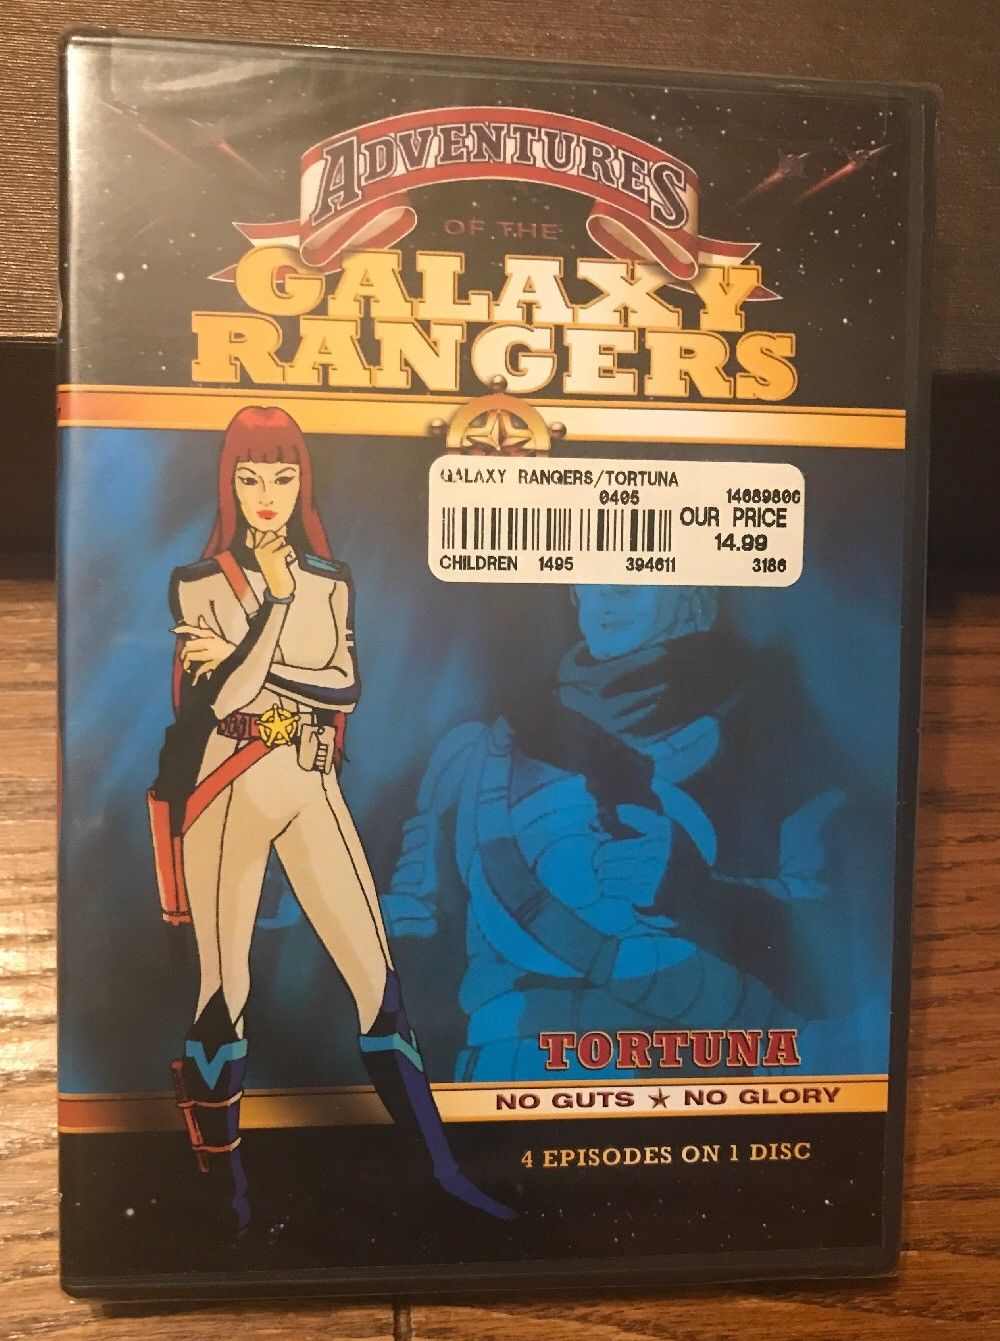 ADVENTURES
OF THE
GALAXY
RANGERS
GALAXY RANGERS/TORTUNA
0405 14689806
OUR PRICE
14.99
CHILDREN 1495 394611 3186
TORTUNA
NO GUTS ★ NO GLORY
4 EPISODES ON 1 DISC